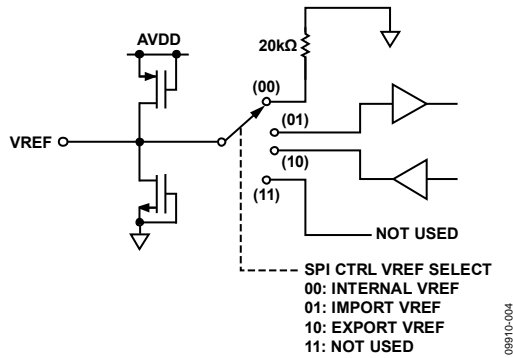 AVDD
20kΩ
(00)
(01)
VREF
(10)
(11)
NOT USED
SPI CTRL VREF SELECT
00: INTERNAL VREF
01: IMPORT VREF
10: EXPORT VREF
11: NOT USED
09910-004